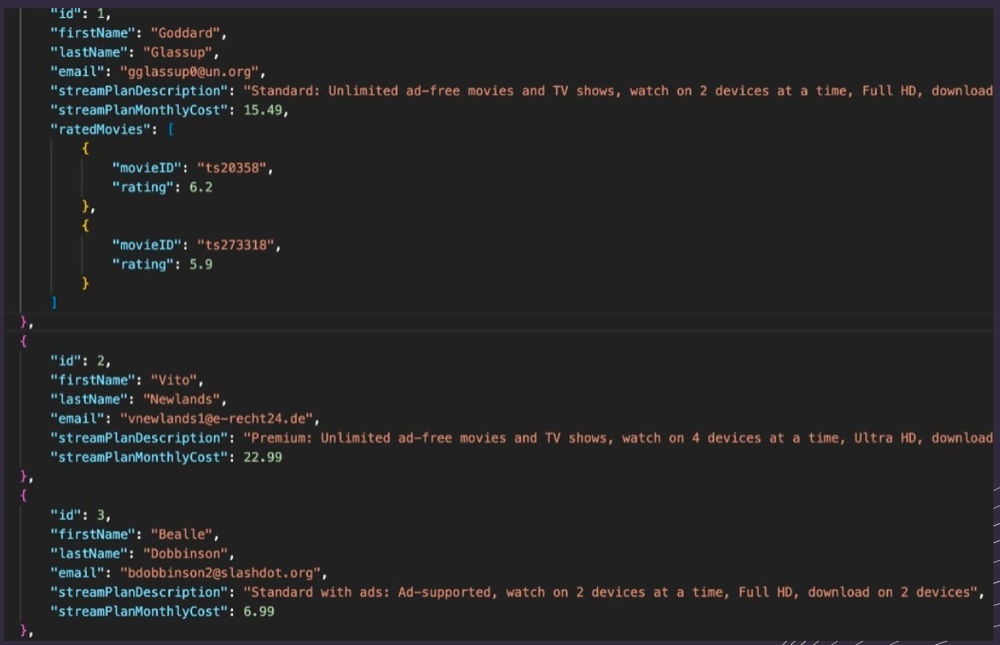 "id": 1,
"firstName": "Goddard",
"lastName": "Glassup",
"email": "gglassup0@un.org",
"streamPlanDescription": "Standard: Unlimited ad-free movies and TV shows, watch on 2 devices at a time, Full HD, download
"streamPlanMonthlyCost": 15.49,
"ratedMovies": [
{
"movieID": "ts20358",
"rating": 6.2
},
{
"movieID": "ts273318",
"rating": 5.9
}
]
},
{
"id": 2,
"firstName": "Vito",
"lastName": "Newlands",
"email": "vnewlands1@e-recht24.de",
"streamPlanDescription": "Premium: Unlimited ad-free movies and TV shows, watch on 4 devices at a time, Ultra HD, download
"streamPlanMonthlyCost": 22.99
},
{
"id": 3,
"firstName": "Bealle",
"lastName": "Dobbinson",
"email": "bdobbinson2@slashdot.org",
"streamPlanDescription": "Standard with ads: Ad-supported, watch on 2 devices at a time, Full HD, download on 2 devices",
"streamPlanMonthlyCost": 6.99
},